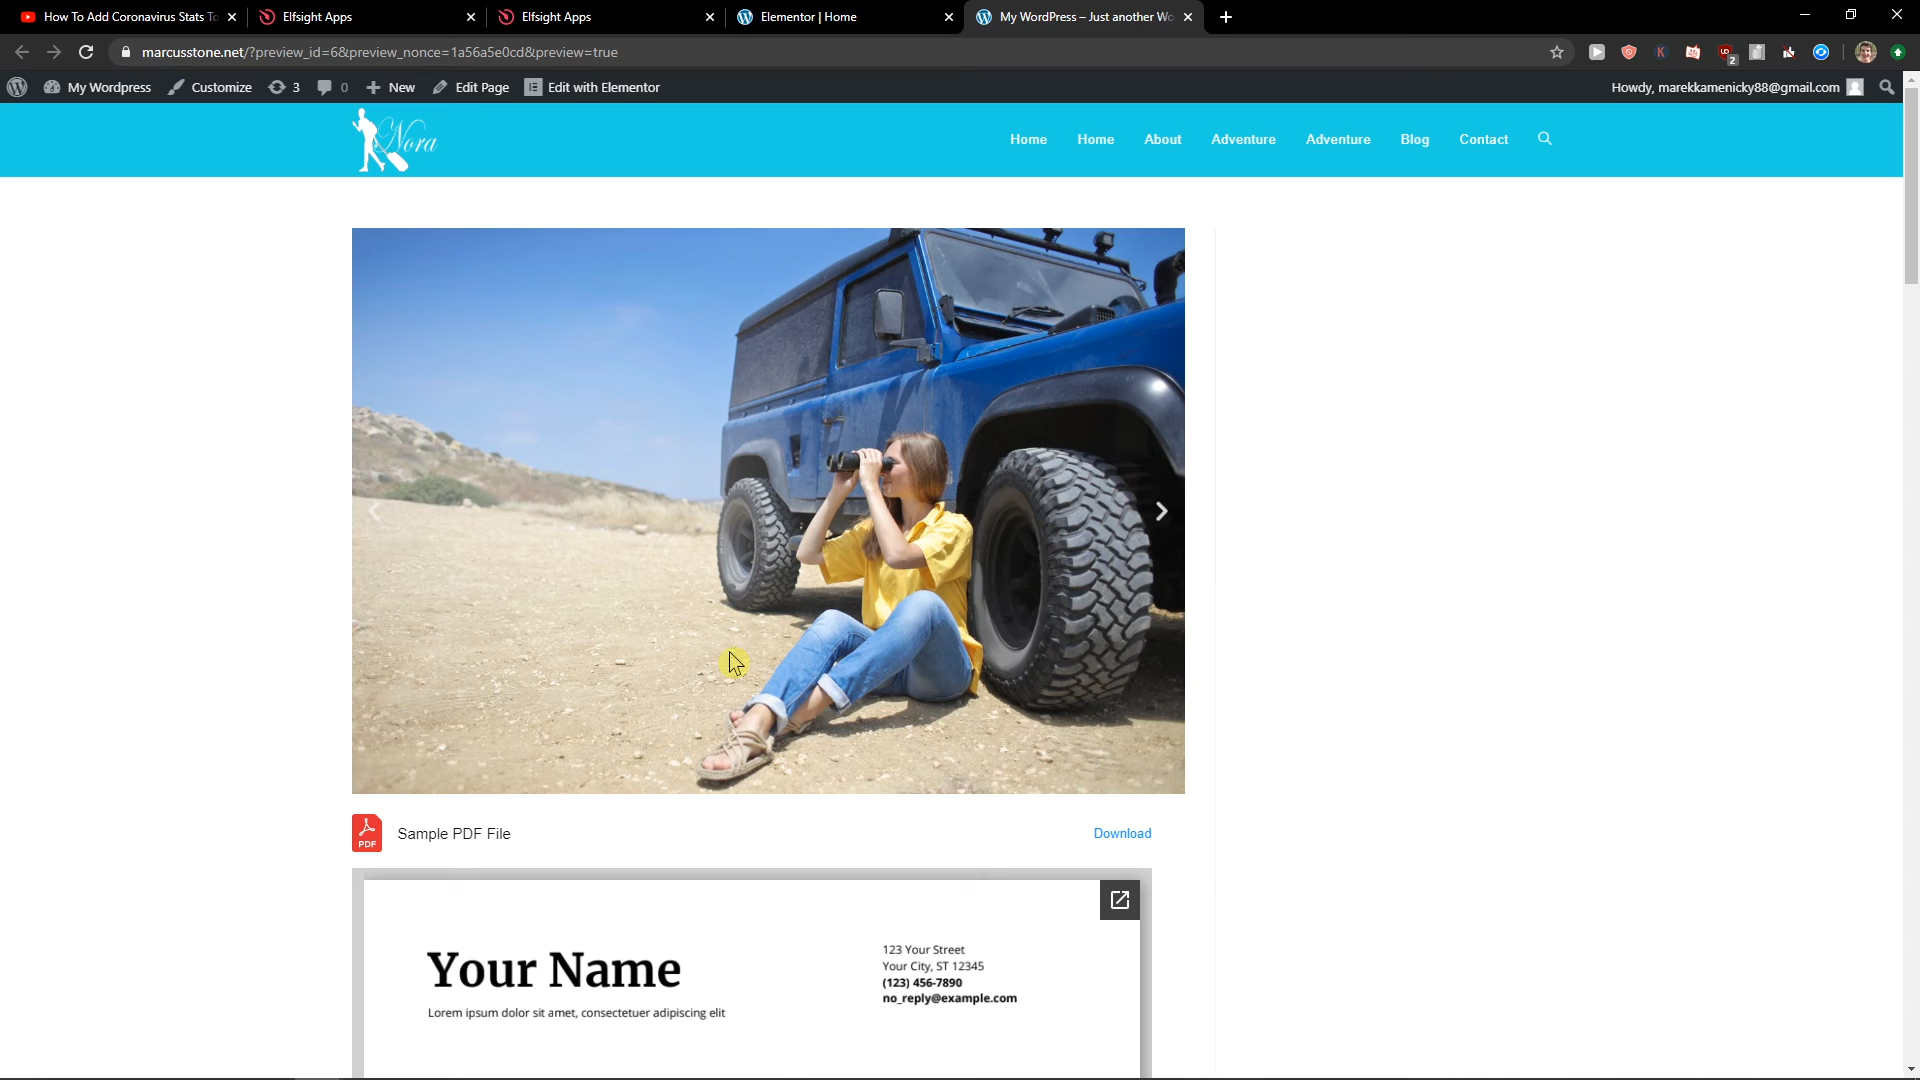 How To Add Coronavirus Stats To
Elfsight Apps
Elfsight Apps
Elementor | Home
My WordPress – Just another Wo
marcusstone.net/?preview_id=6&preview_nonce=1a56a5e0cd&preview=true
2
My Wordpress
Customize
3
0
New
Edit Page
Edit with Elementor
Howdy, marekkamenicky88@gmail.com
Nora
Home
Home
About
Adventure
Adventure
Blog
Contact
PDF
Sample PDF File
Download
Your Name
Lorem ipsum dolor sit amet, consectetuer adipiscing elit
123 Your Street
Your City, ST 12345
(123) 456-7890
no_reply@example.com